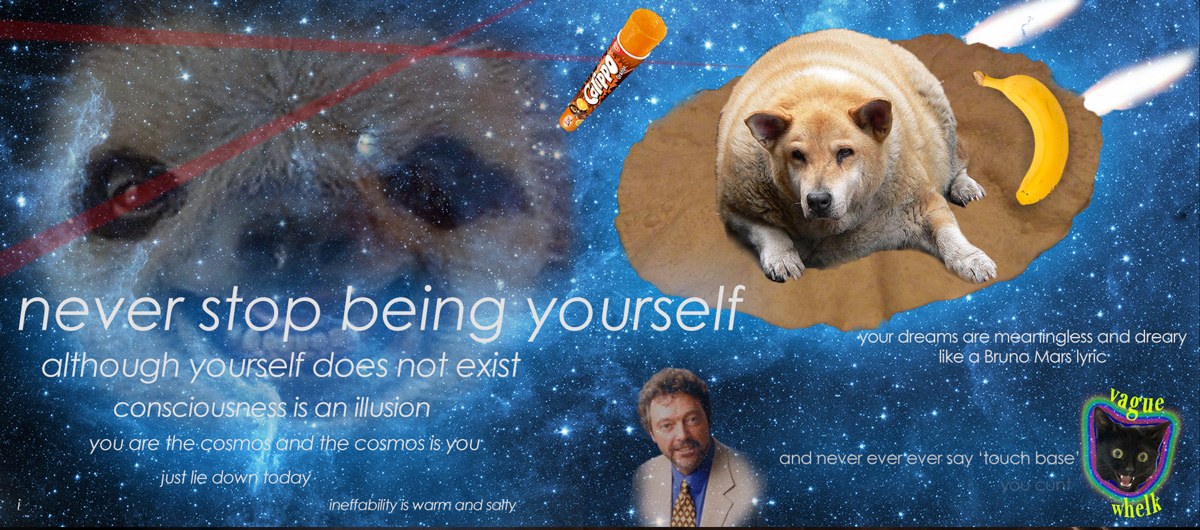 Calippo
never stop being yourself
although yourself does not exist
consciousness is an illusion
you are the cosmos and the cosmos is you
just lie down today
i
ineffability is warm and salty
your dreams are meaningless and dreary
like a Bruno Mars lyric
and never ever ever say 'touch base'
you cunt
vague
whelk